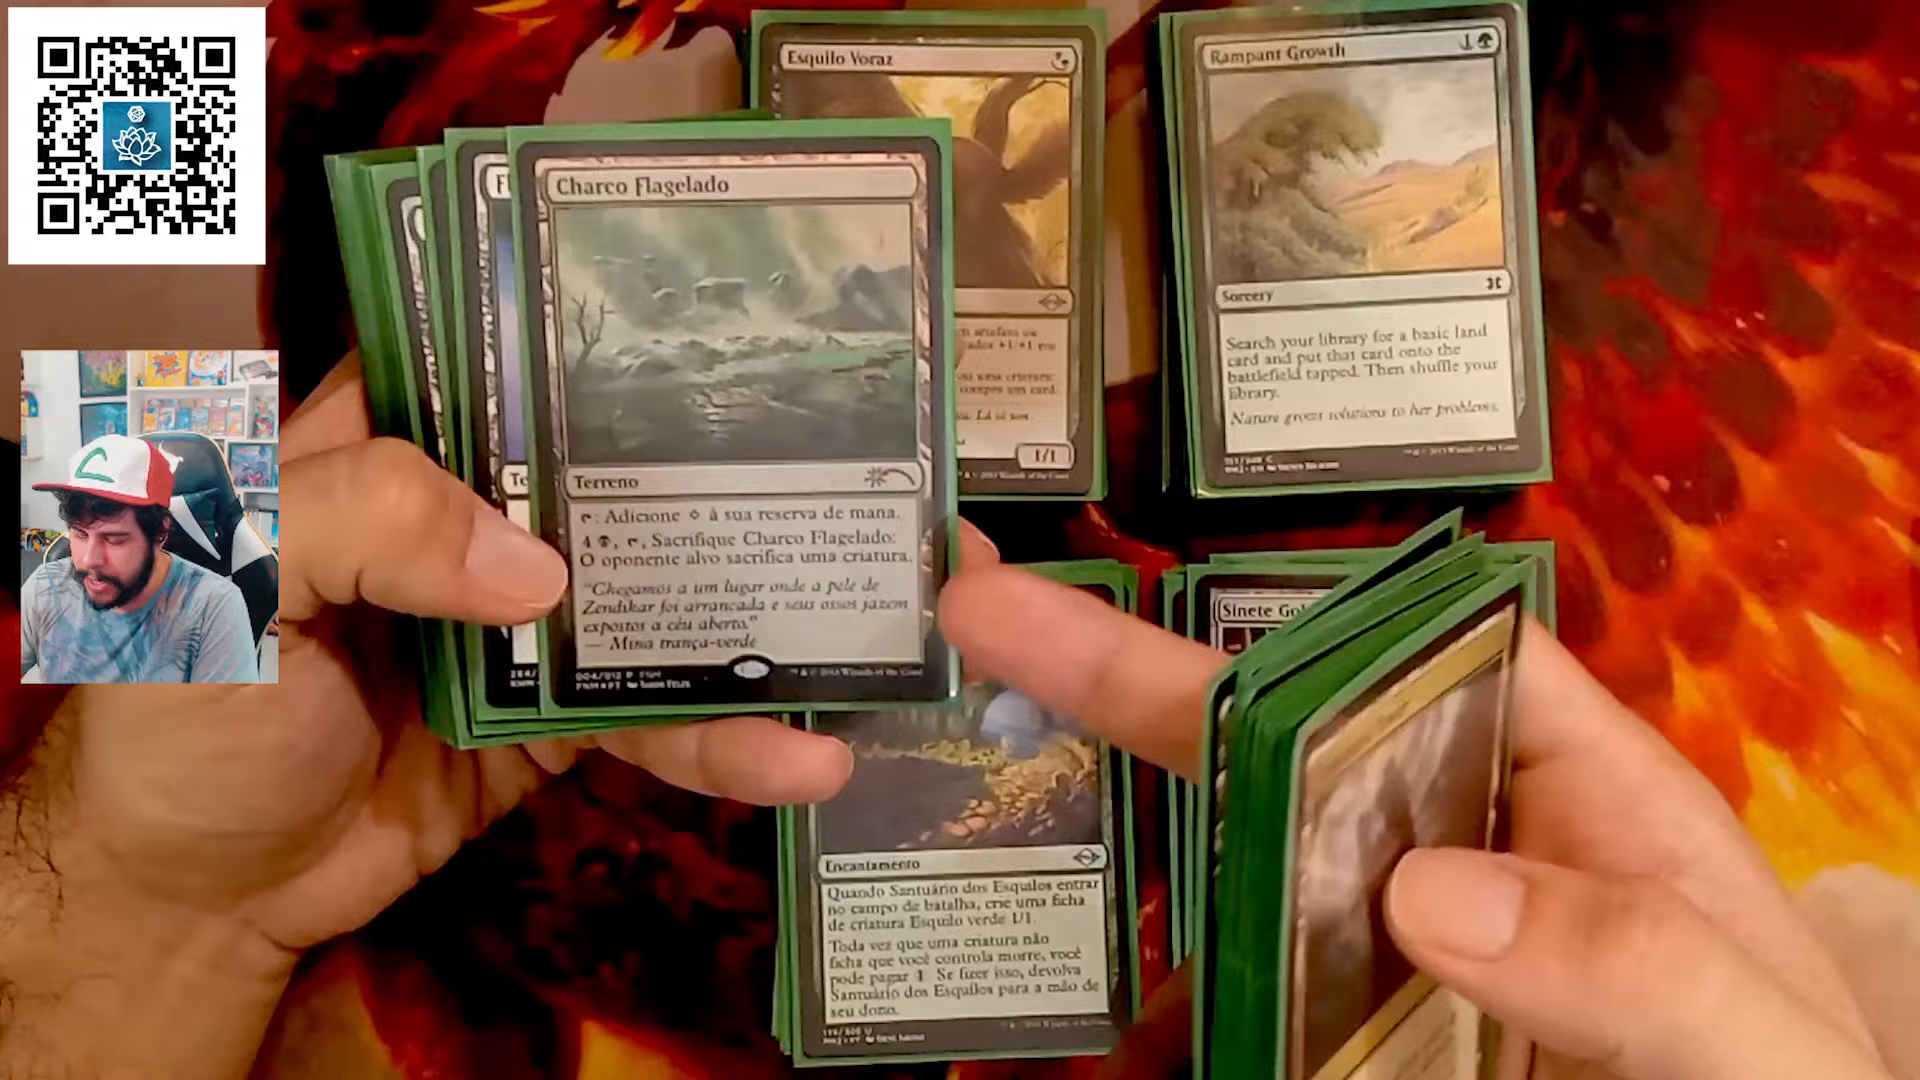 Esquilo Voraz
1/1
Rampant Growth
1
Sorcery
Search your library for a basic land
card and put that card onto the
battlefield tapped. Then shuffle your
library.
Nature grows solutions to her problems.
Charco Flagelado
Terreno
: Adicione ◇ à sua reserva de mana.
4 , , Sacrifique Charco Flagelado:
O oponente alvo sacrifica uma criatura.
"Chegamos a um lugar onde a pele de
Zendikar foi arrancada e seus ossos jazem
expostos a céu aberto."
— Mina trança-verde
004/012 P FNM
Sinete Gol
Encantamento
Quando Santuário dos Esquilos entrar
no campo de batalha, crie uma ficha
de criatura Esquilo verde 1/1.
Toda vez que uma criatura não
ficha que você controla morre, você
pode pagar 1. Se fizer isso, devolva
Santuário dos Esquilos para a mão de
seu dono.